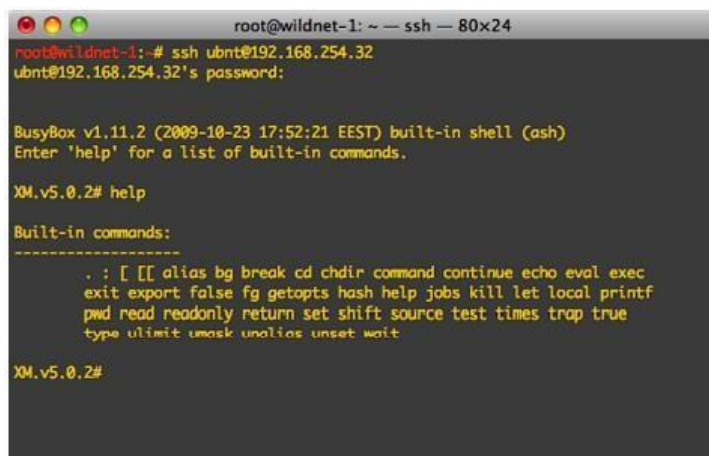 root@wildnet-1: ~ — ssh — 80×24
root@wildnet-1:~# ssh ubnt@192.168.254.32
ubnt@192.168.254.32's password:
BusyBox v1.11.2 (2009-10-23 17:52:21 EEST) built-in shell (ash)
Enter 'help' for a list of built-in commands.
XM.v5.0.2# help
Built-in commands:
-------------------
. : [ [[ alias bg break cd chdir command continue echo eval exec
exit export false fg getopts hash help jobs kill let local printf
pwd read readonly return set shift source test times trap true
type ulimit umask unalias unset wait
XM.v5.0.2#